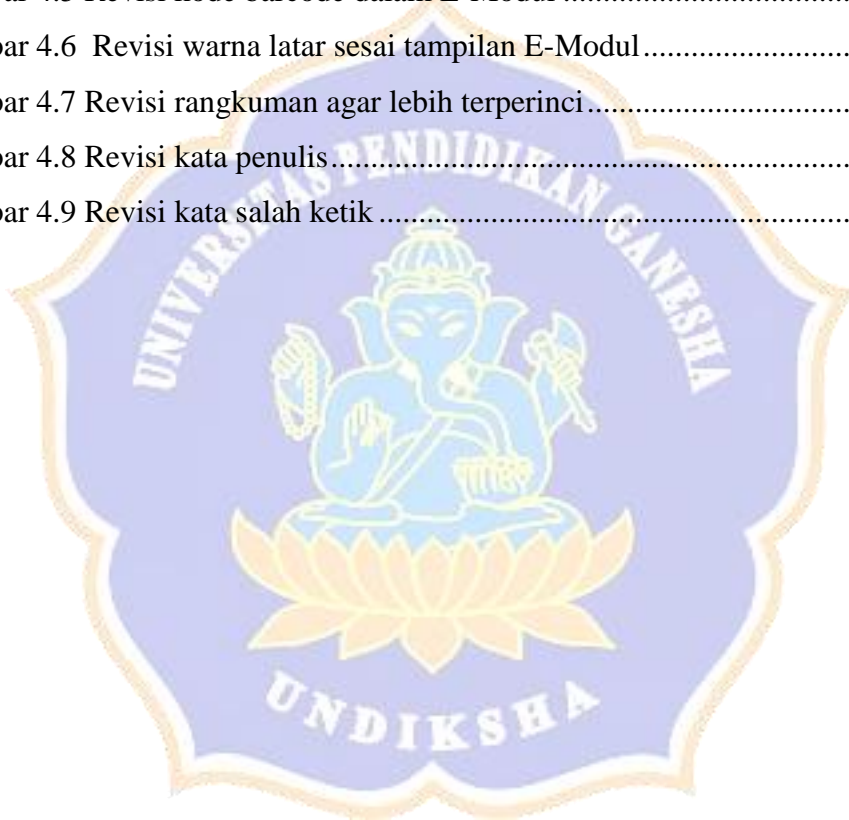 bar 4.6  Revisi warna latar sesai tampilan E-Modul..............................
bar 4.7 Revisi rangkuman agar lebih terperinci.....................................
bar 4.8 Revisi kata penulis.......................................................................
bar 4.9 Revisi kata salah ketik .................................................................
UNIVERSITAS PENDIDIKAN GANESHA
UNDIKSHA